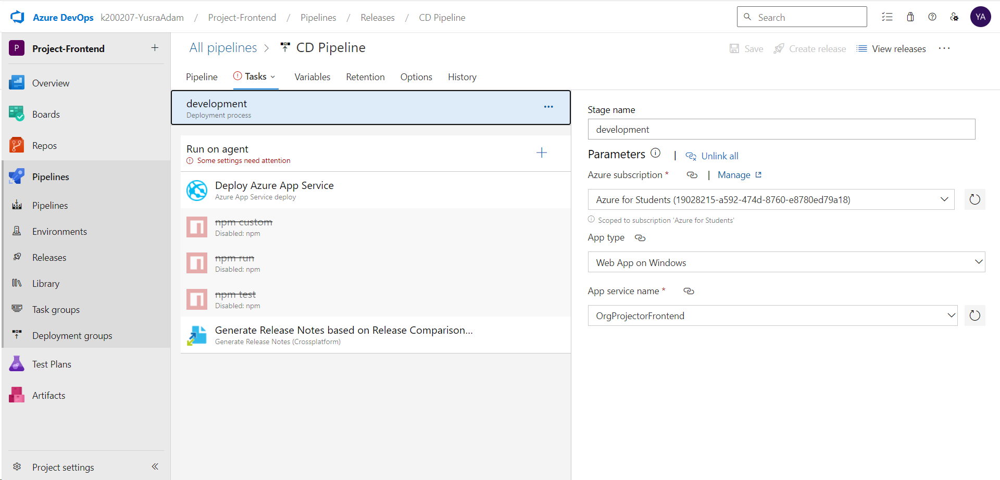 Azure DevOps k200207-YusraAdam / Project-Frontend / Pipelines / Releases / CD Pipeline
Search
YA
P Project-Frontend
Overview
Boards
Repos
Pipelines
Pipelines
Environments
Releases
Library
Task groups
Deployment groups
Test Plans
Artifacts
Project settings
All pipelines > CD Pipeline
Save
Create release
View releases
Pipeline
Tasks
Variables
Retention
Options
History
development
Deployment process
Run on agent
Some settings need attention
Deploy Azure App Service
Azure App Service deploy
npm custom
Disabled: npm
npm run
Disabled: npm
npm test
Disabled: npm
Generate Release Notes based on Release Comparison...
Generate Release Notes (Crossplatform)
Stage name
development
Parameters | Unlink all
Azure subscription * | Manage
Azure for Students (19028215-a592-474d-8760-e8780ed79a18)
Scoped to subscription 'Azure for Students'
App type
Web App on Windows
App service name *
OrgProjectorFrontend